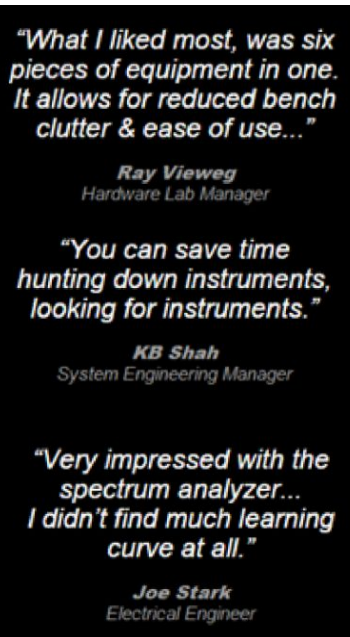 “What I liked most, was six
pieces of equipment in one.
It allows for reduced bench
clutter & ease of use...”
Ray Vieweg
Hardware Lab Manager
“You can save time
hunting down instruments,
looking for instruments.”
KB Shah
System Engineering Manager
“Very impressed with the
spectrum analyzer...
I didn’t find much learning
curve at all.”
Joe Stark
Electrical Engineer